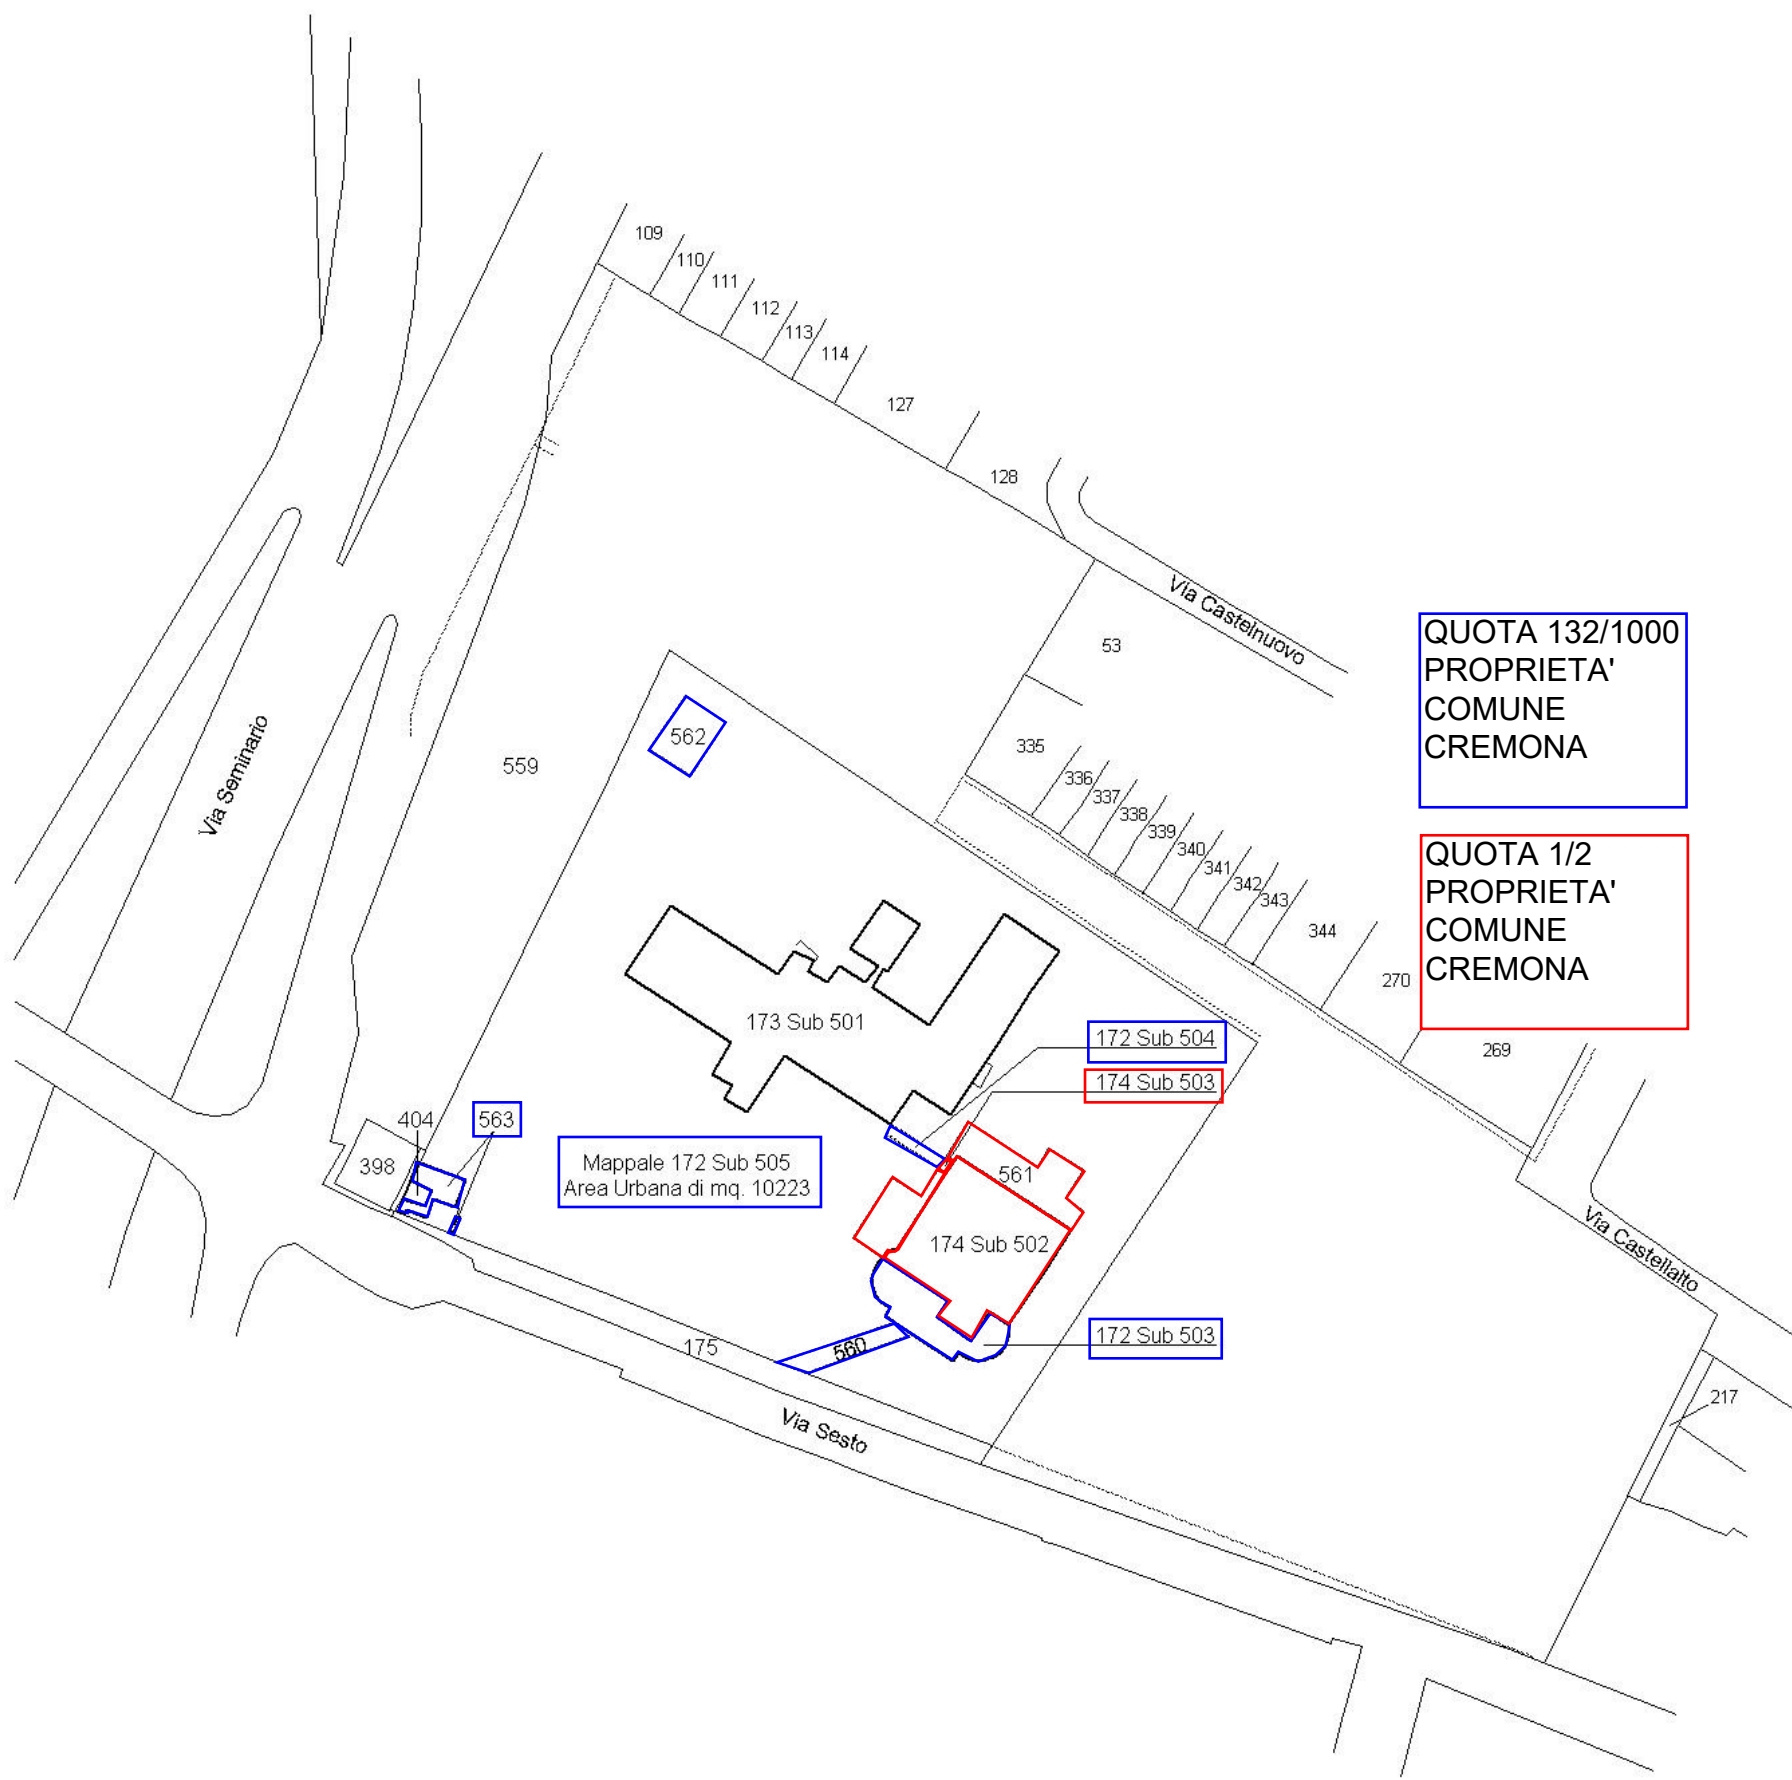 109
110
111
112
113
114
127
128
Via Castelnuovo
53
QUOTA 132/1000
PROPRIETA'
COMUNE
CREMONA
Via Seminario
559
562
335
336
337
338
339
340
341
342
343
344
270
269
QUOTA 1/2
PROPRIETA'
COMUNE
CREMONA
173 Sub 501
172 Sub 504
174 Sub 503
404
563
398
Mappale 172 Sub 505
Area Urbana di mq. 10223
561
174 Sub 502
Via Castellalto
172 Sub 503
560
175
Via Sesto
217